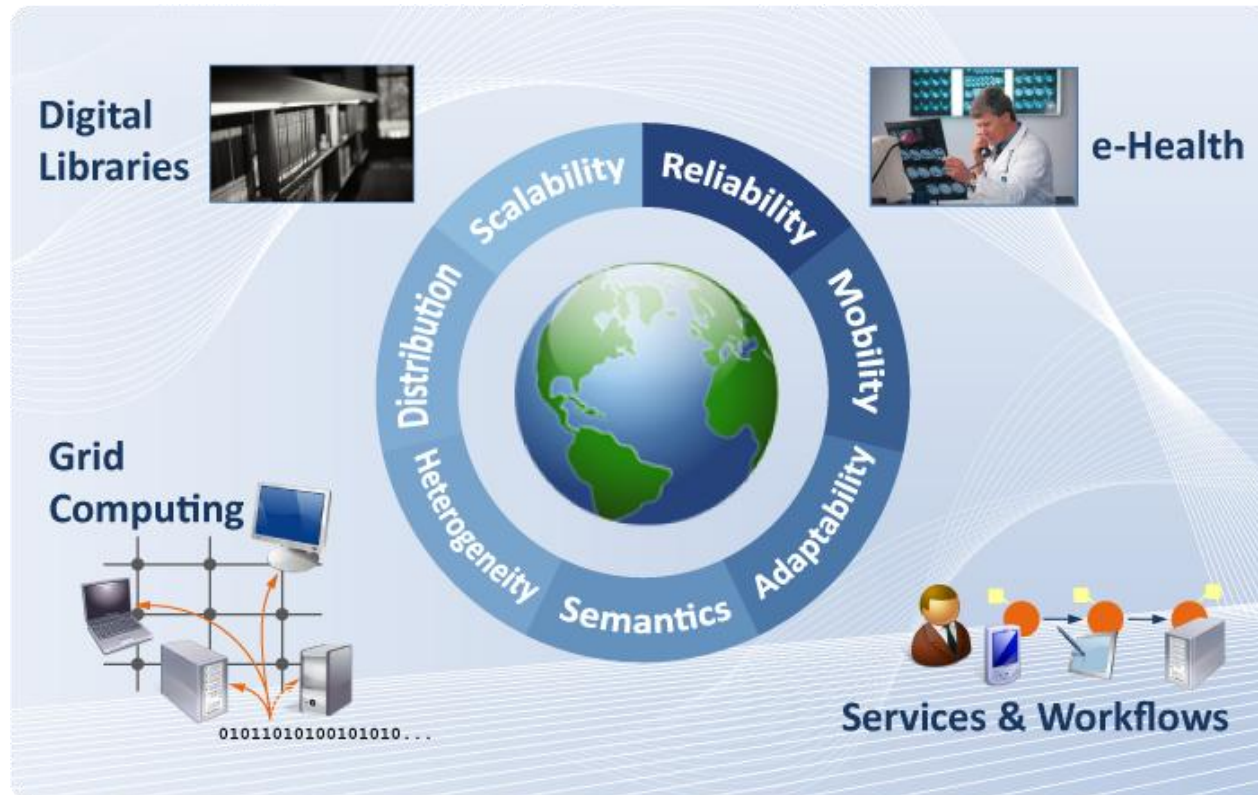 Digital
Libraries
e-Health
Scalability
Reliability
Distribution
Mobility
Heterogeneity
Adaptability
Semantics
Grid
Computing
01011010100101010...
Services & Workflows